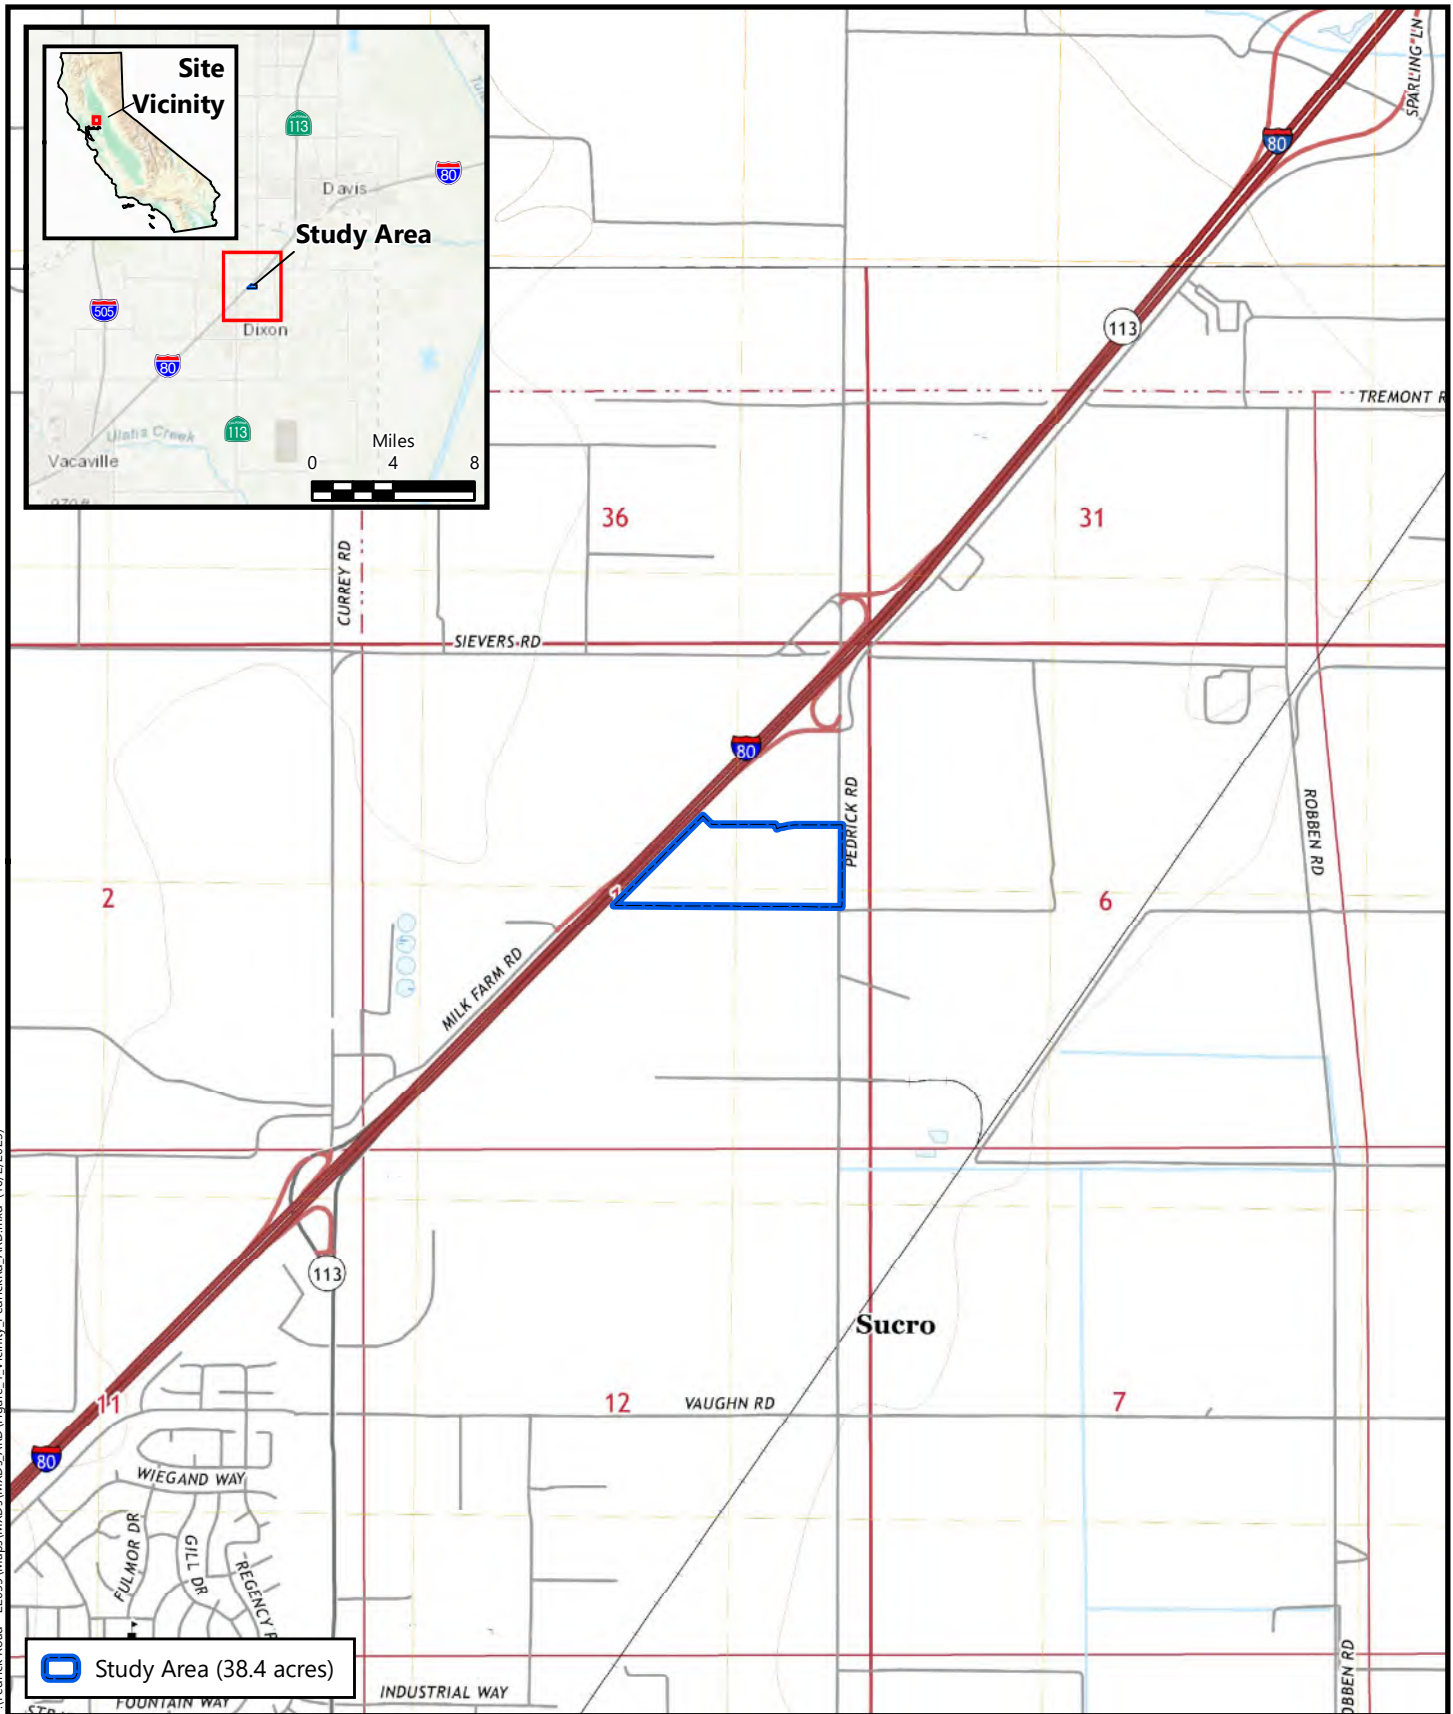 Site
Vicinity
113
Davis
80
Study Area
505
Dixon
80
113
Ulatis Creek
Vacaville
Miles
0 4 8
SPARLING LN
80
113
TREMONT R
36
31
CURREY RD
SIEVERS RD
80
PEDRICK RD
ROBBEN RD
2
6
MILK FARM RD
113
Sucro
11
12
VAUGHN RD
7
80
WIEGAND WAY
FULMOR DR
GILL DR
REGENCY P
OBBEN RD
Study Area (38.4 acres)
FOUNTAIN WAY
INDUSTRIAL WAY